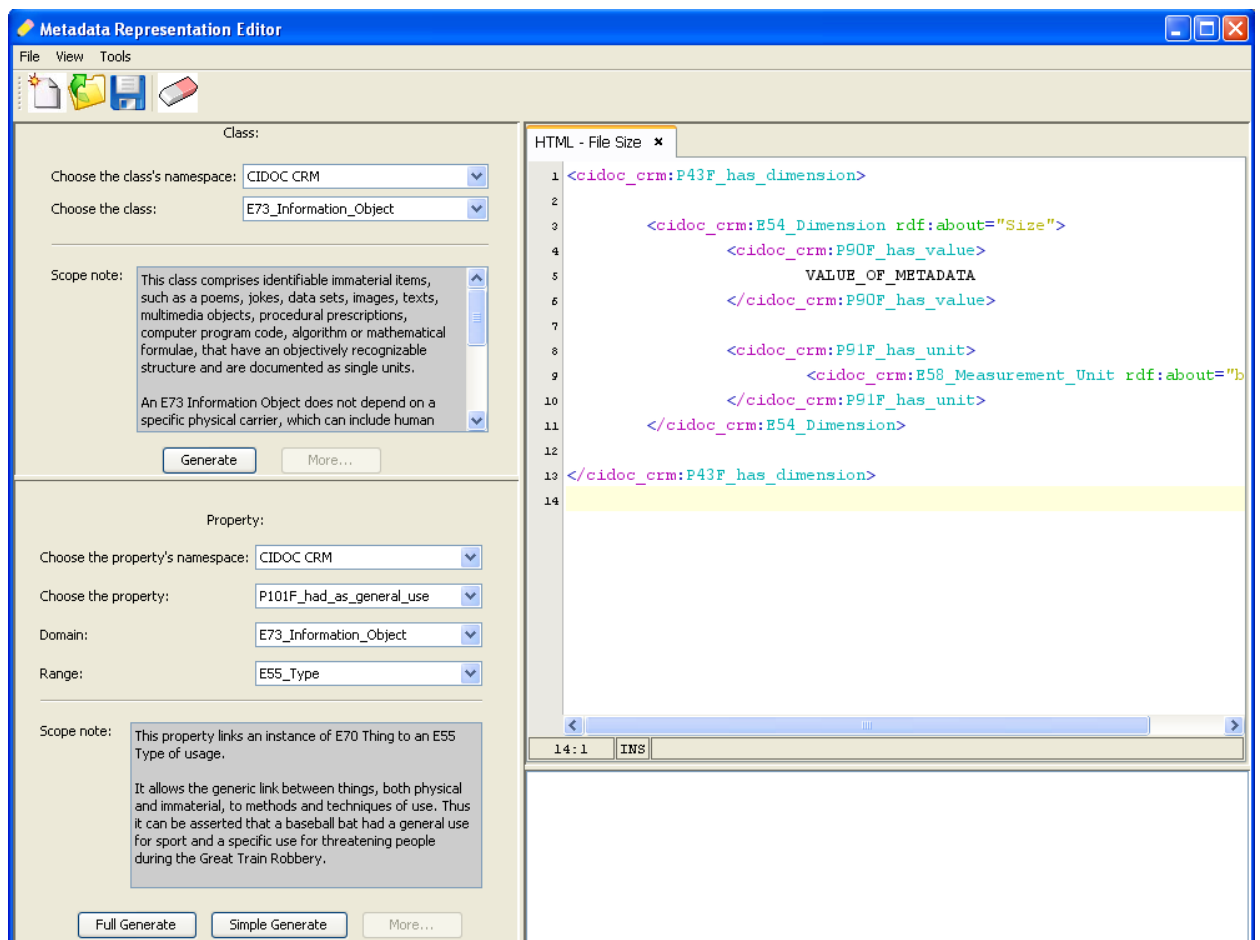 Metadata Representation Editor
File View Tools
Class:
Choose the class's namespace: CIDOC CRM
Choose the class: E73_Information_Object
Scope note: This class comprises identifiable immaterial items,
such as a poems, jokes, data sets, images, texts,
multimedia objects, procedural prescriptions,
computer program code, algorithm or mathematical
formulae, that have an objectively recognizable
structure and are documented as single units.
An E73 Information Object does not depend on a
specific physical carrier, which can include human
Generate More...
Property:
Choose the property's namespace: CIDOC CRM
Choose the property: P101F_had_as_general_use
Domain: E73_Information_Object
Range: E55_Type
Scope note: This property links an instance of E70 Thing to an E55
Type of usage.
It allows the generic link between things, both physical
and immaterial, to methods and techniques of use. Thus
it can be asserted that a baseball bat had a general use
for sport and a specific use for threatening people
during the Great Train Robbery.
Full Generate Simple Generate More...
HTML - File Size ×
1 <cidoc_crm:P43F_has_dimension>
2
3 <cidoc_crm:E54_Dimension rdf:about="Size">
4 <cidoc_crm:P90F_has_value>
5 VALUE_OF_METADATA
6 </cidoc_crm:P90F_has_value>
7
8 <cidoc_crm:P91F_has_unit>
9 <cidoc_crm:E58_Measurement_Unit rdf:about="b
10 </cidoc_crm:P91F_has_unit>
11 </cidoc_crm:E54_Dimension>
12
13 </cidoc_crm:P43F_has_dimension>
14
14:1 INS